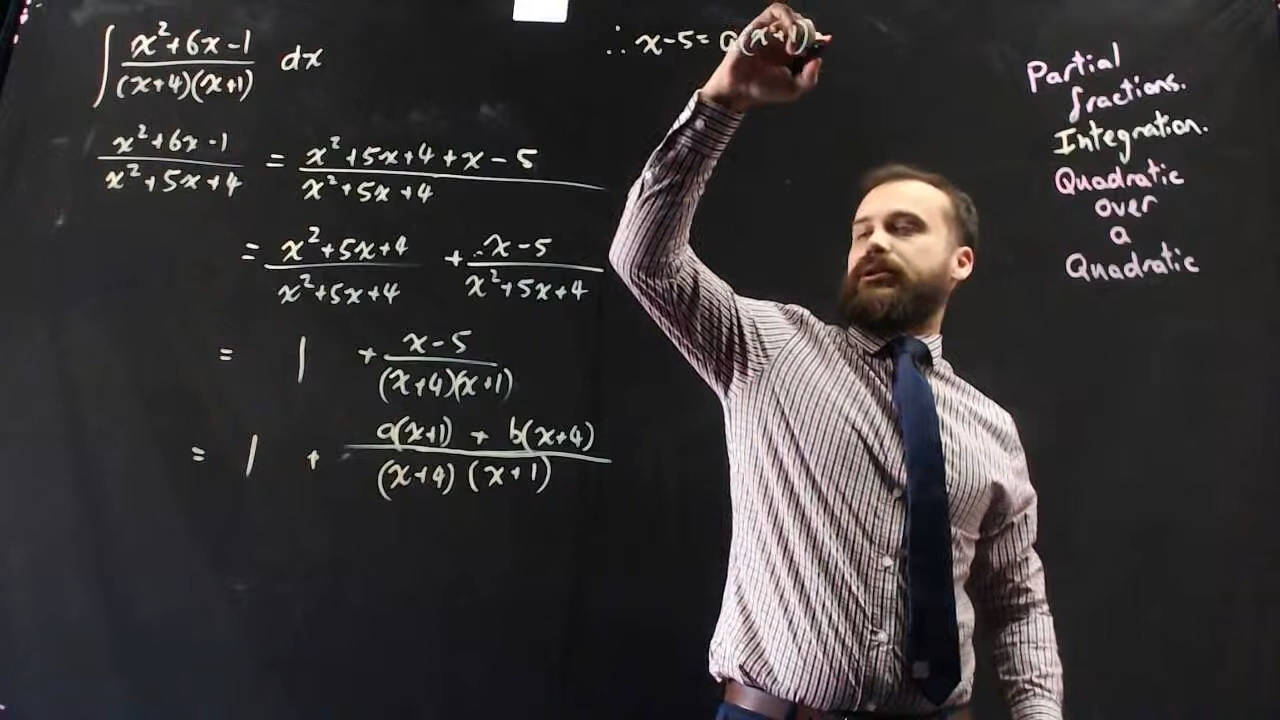 ∫ x²+6x-1 / (x+4)(x+1) dx
x²+6x-1 / x²+5x+4 = x²+5x+4+x-5 / x²+5x+4
= x²+5x+4 / x²+5x+4 + x-5 / x²+5x+4
= 1 + x-5 / (x+4)(x+1)
= 1 + a(x+1) + b(x+4) / (x+4)(x+1)
∴ x-5 = a(x+1)
Partial
fractions.
Integration.
Quadratic
over
a
Quadratic